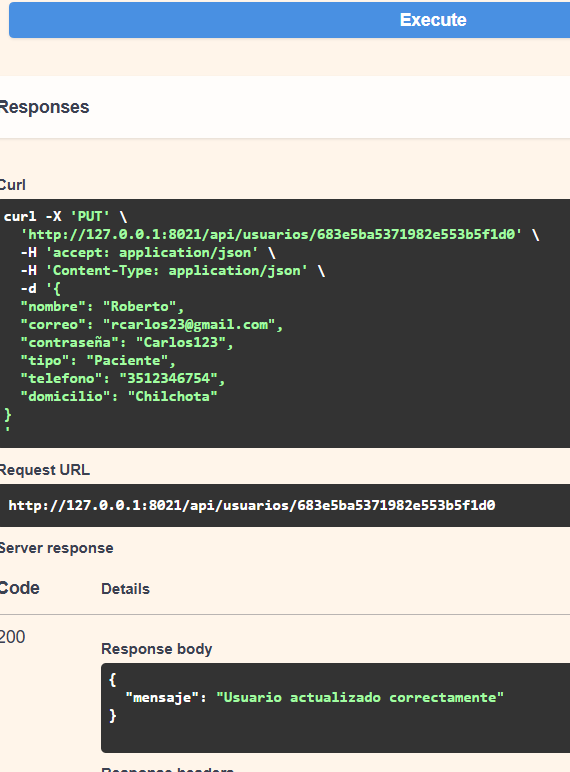 Execute
Responses
Curl
curl -X 'PUT' \
'http://127.0.0.1:8021/api/usuarios/683e5ba5371982e553b5f1d0' \
-H 'accept: application/json' \
-H 'Content-Type: application/json' \
-d '{
"nombre": "Roberto",
"correo": "rcarlos23@gmail.com",
"contraseña": "Carlos123",
"tipo": "Paciente",
"telefono": "3512346754",
"domicilio": "Chilchota"
}
'
Request URL
http://127.0.0.1:8021/api/usuarios/683e5ba5371982e553b5f1d0
Server response
Code Details
200
Response body
{
"mensaje": "Usuario actualizado correctamente"
}
Response headers